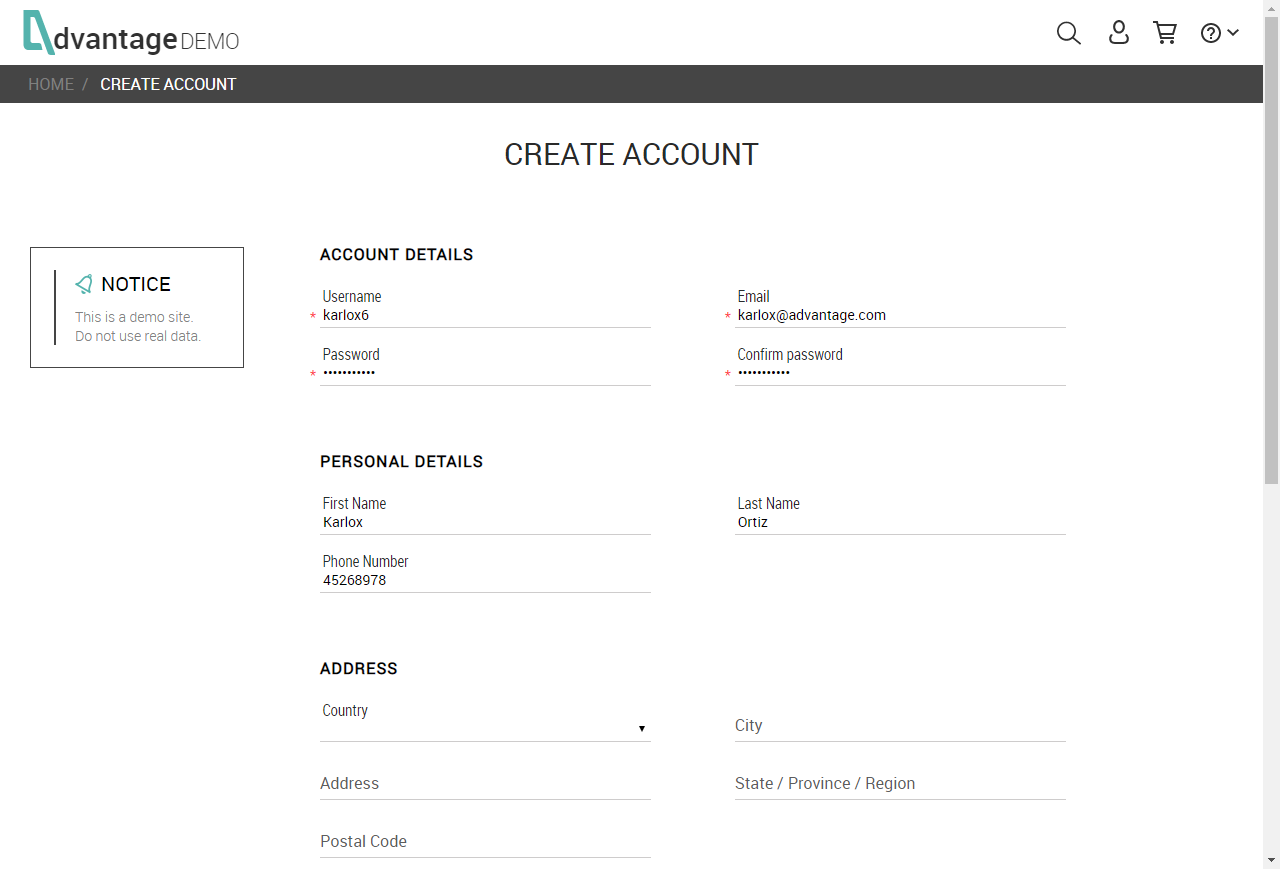 dvantage DEMO
HOME / CREATE ACCOUNT
CREATE ACCOUNT
NOTICE
This is a demo site.
Do not use real data.
ACCOUNT DETAILS
Username
* karlox6
Email
* karlox@advantage.com
Password
* •••••••••••
Confirm password
* •••••••••••
PERSONAL DETAILS
First Name
Karlox
Last Name
Ortiz
Phone Number
45268978
ADDRESS
Country
City
Address
State / Province / Region
Postal Code